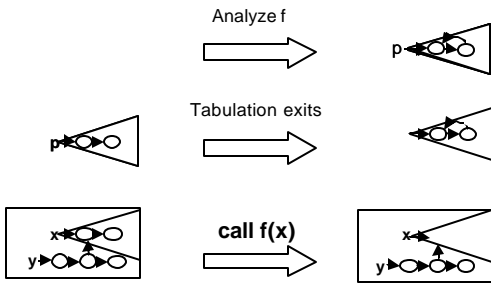 Analyze f
p
Tabulation exits
p
call f(x)
x
x
y
y